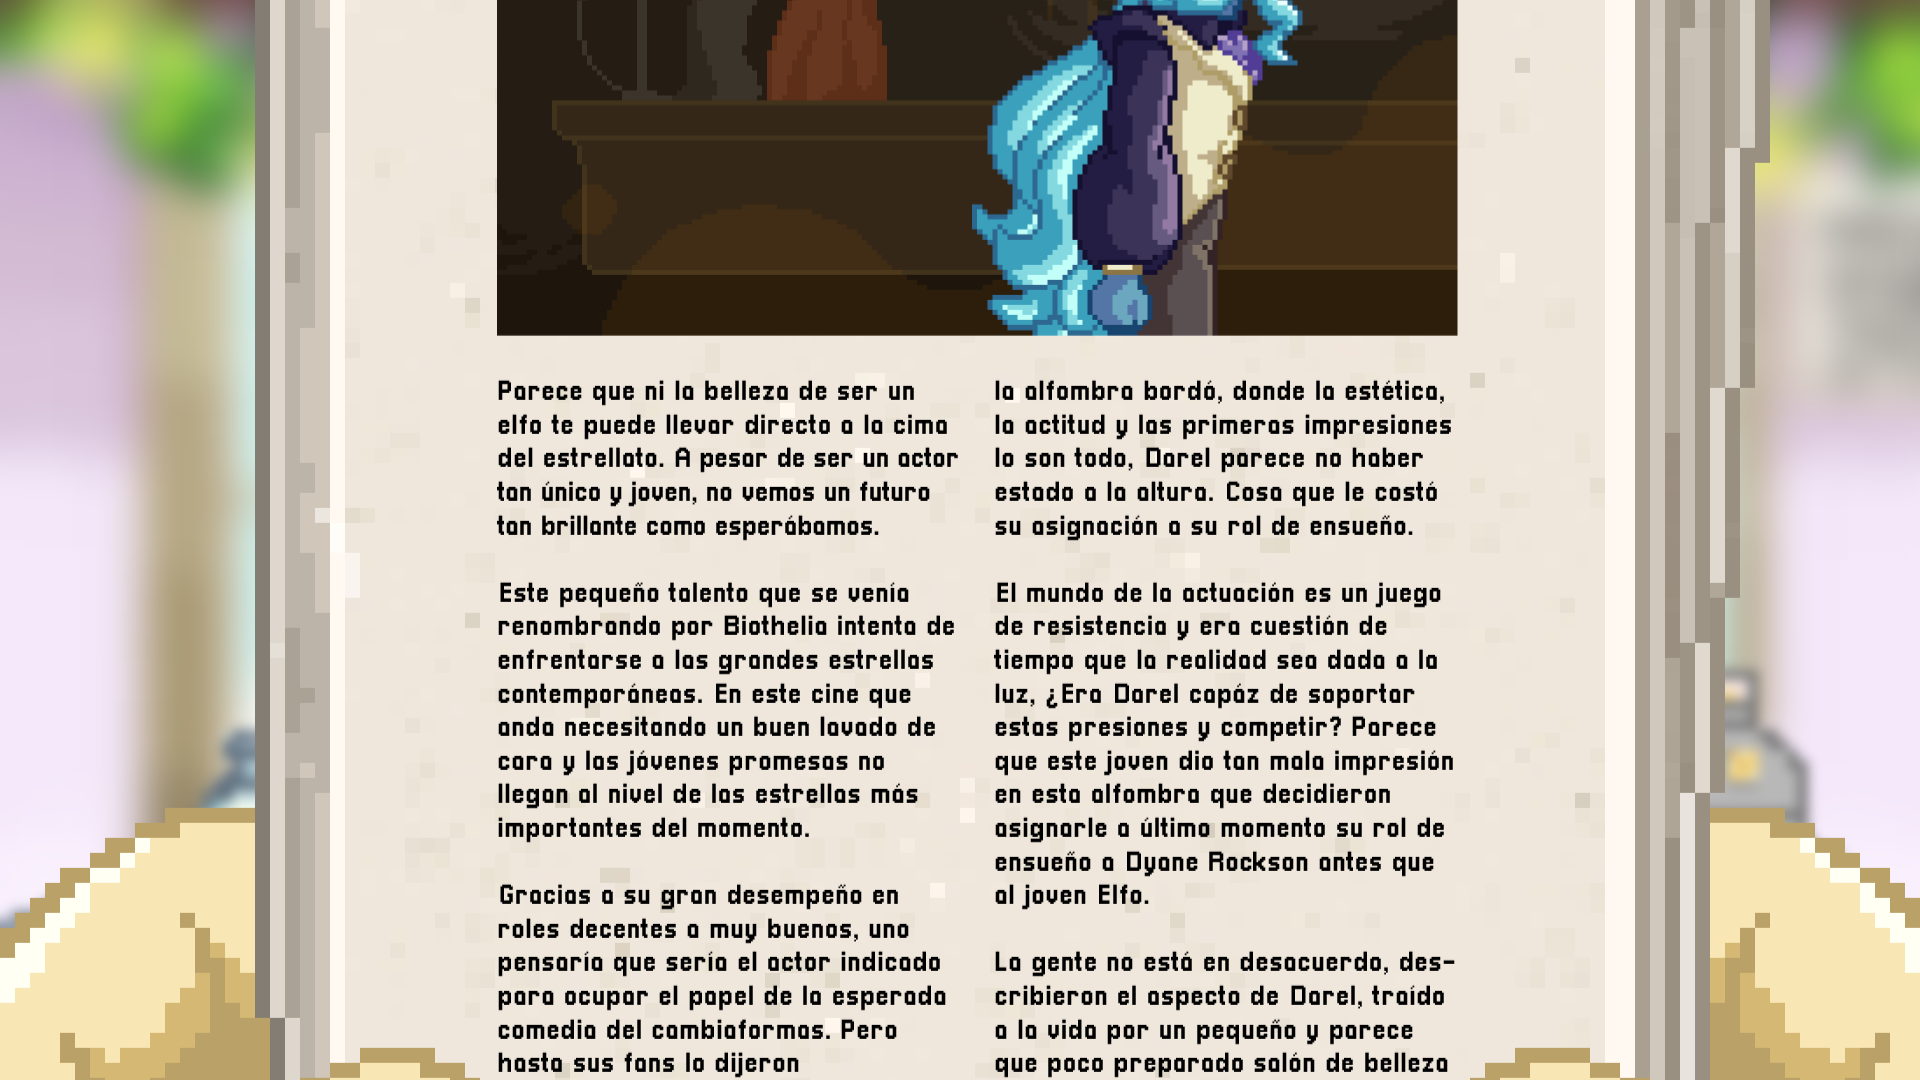 Parece que ni la belleza de ser un
elfo te puede llevar directo a la cima
del estrellato. A pesar de ser un actor
tan único y joven, no vemos un futuro
tan brillante como esperábamos.
Este pequeño talento que se venía
renombrando por Biothelia intenta de
enfrentarse a las grandes estrellas
contemporáneas. En este cine que
anda necesitando un buen lavado de
cara y las jóvenes promesas no
llegan al nivel de las estrellas más
importantes del momento.
Gracias a su gran desempeño en
roles decentes a muy buenos, uno
pensaría que sería el actor indicado
para ocupar el papel de la esperada
comedia del cambiaformas. Pero
hasta sus fans lo dijeron
la alfombra bordó, donde la estética,
la actitud y las primeras impresiones
lo son todo, Darel parece no haber
estado a la altura. Cosa que le costó
su asignación a su rol de ensueño.
El mundo de la actuación es un juego
de resistencia y era cuestión de
tiempo que la realidad sea dada a la
luz, ¿Era Darel capáz de soportar
estas presiones y competir? Parece
que este joven dio tan mala impresión
en esta alfombra que decidieron
asignarle a último momento su rol de
ensueño a Dyane Rockson antes que
al joven Elfo.
La gente no está en desacuerdo, des-
cribieron el aspecto de Darel, traído
a la vida por un pequeño y parece
que poco preparado salón de belleza